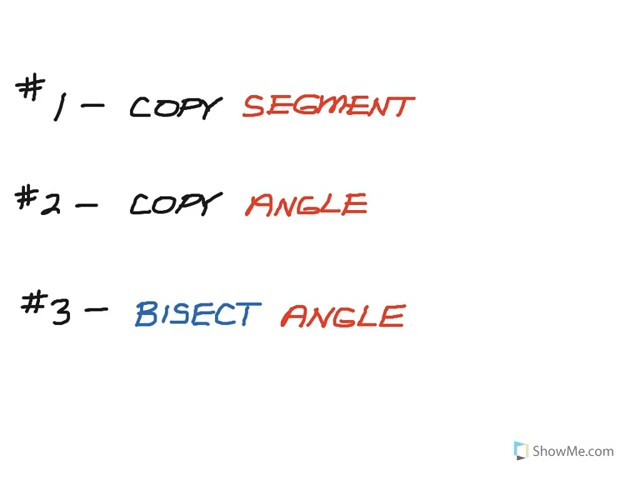 #1 - COPY SEGMENT
#2 - COPY ANGLE
#3 - BISECT ANGLE
ShowMe.com